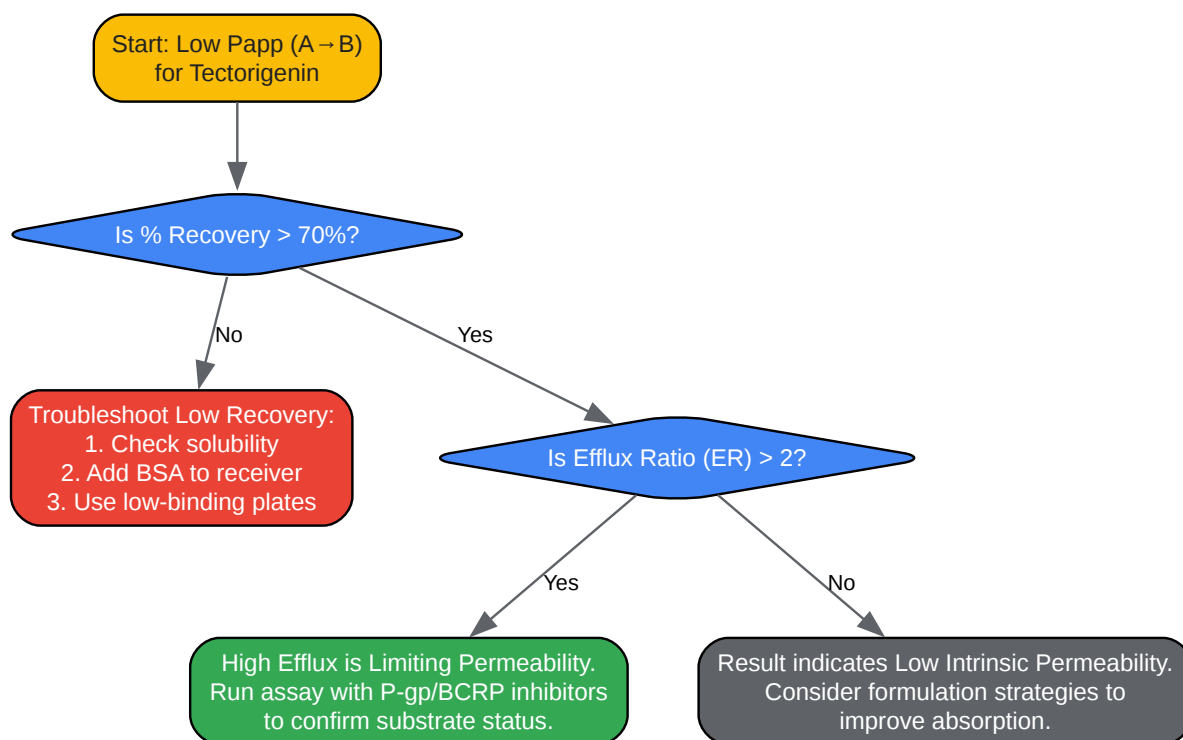 Start: Low Papp (A→B)
for Tectorigenin
Is % Recovery > 70%?
No
Yes
Troubleshoot Low Recovery:
1. Check solubility
2. Add BSA to receiver
3. Use low-binding plates
Is Efflux Ratio (ER) > 2?
Yes
No
High Efflux is Limiting Permeability.
Run assay with P-gp/BCRP inhibitors
to confirm substrate status.
Result indicates Low Intrinsic Permeability.
Consider formulation strategies to
improve absorption.